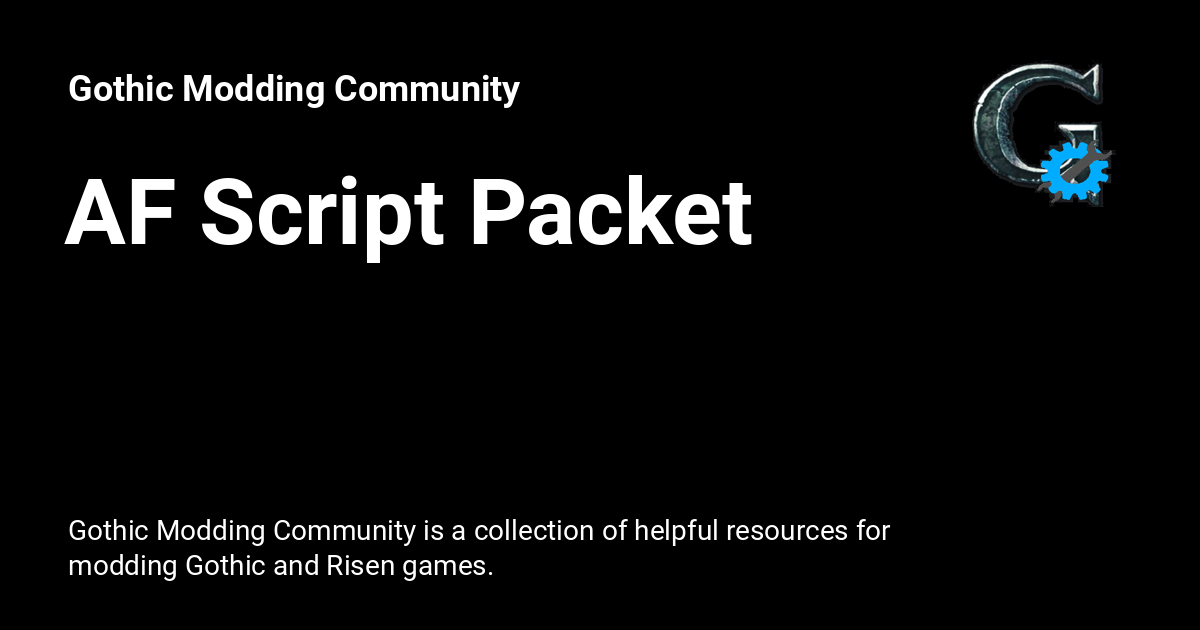 Gothic Modding Community
AF Script Packet
Gothic Modding Community is a collection of helpful resources for
modding Gothic and Risen games.